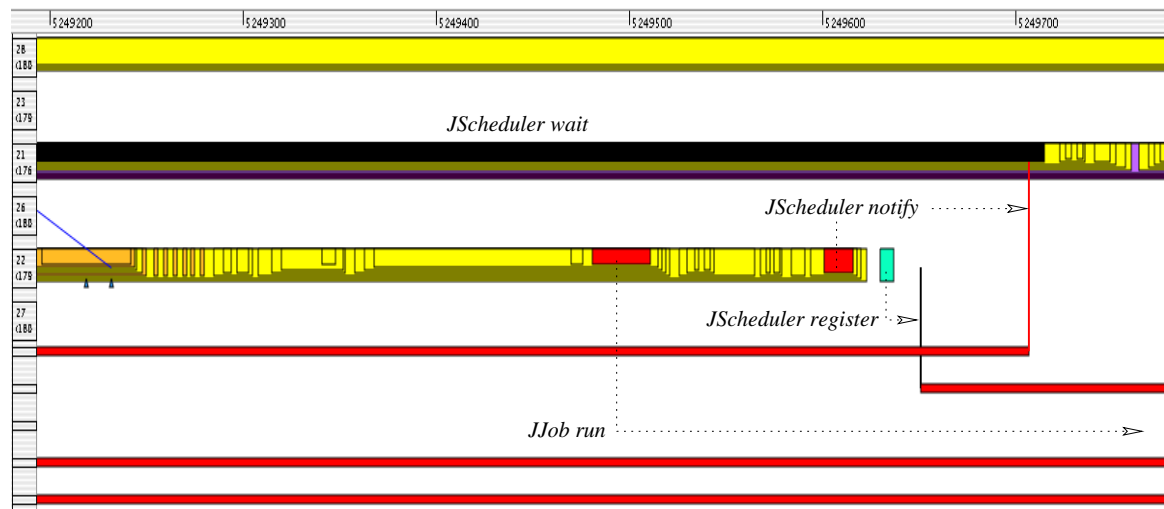 5249200 5249300 5249400 5249500 5249600 5249700
28
(180
23
(179
JScheduler wait
21
(176
26
(180
JScheduler notify
22
(179
27
(180
JScheduler register
JJob run